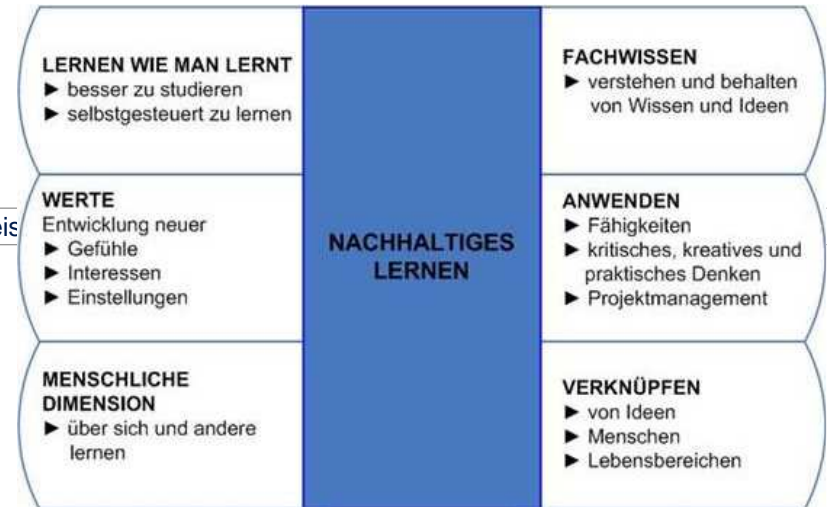 LERNEN WIE MAN LERNT
► besser zu studieren
► selbstgesteuert zu lernen
WERTE
Entwicklung neuer
► Gefühle
► Interessen
► Einstellungen
MENSCHLICHE
DIMENSION
► über sich und andere
lernen
NACHHALTIGES
LERNEN
FACHWISSEN
► verstehen und behalten
von Wissen und Ideen
ANWENDEN
► Fähigkeiten
► kritisches, kreatives und
praktisches Denken
► Projektmanagement
VERKNÜPFEN
► von Ideen
► Menschen
► Lebensbereichen